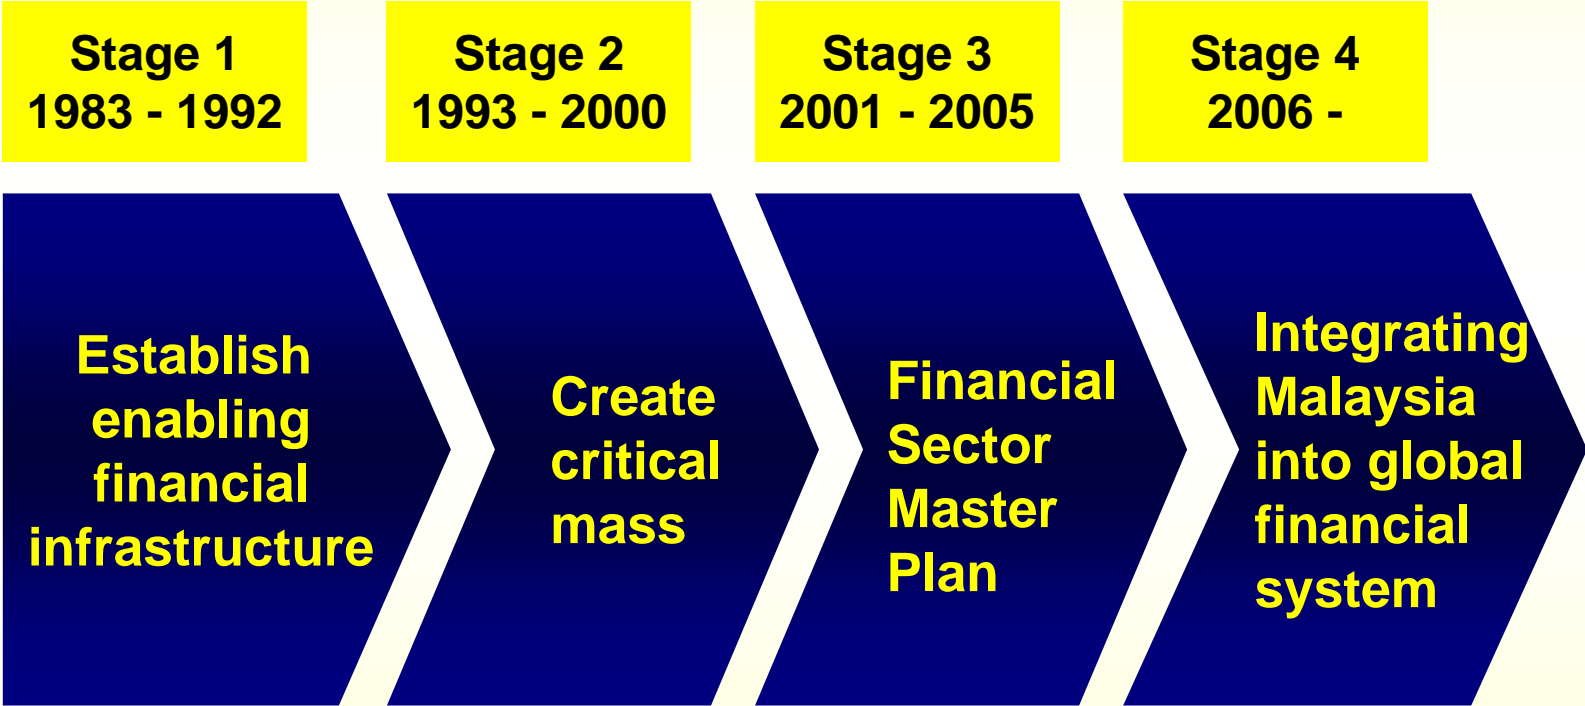 Stage 1
1983 - 1992
Stage 2
1993 - 2000
Stage 3
2001 - 2005
Stage 4
2006 -
Establish
enabling
financial
infrastructure
Create
critical
mass
Financial
Sector
Master
Plan
Integrating
Malaysia
into global
financial
system